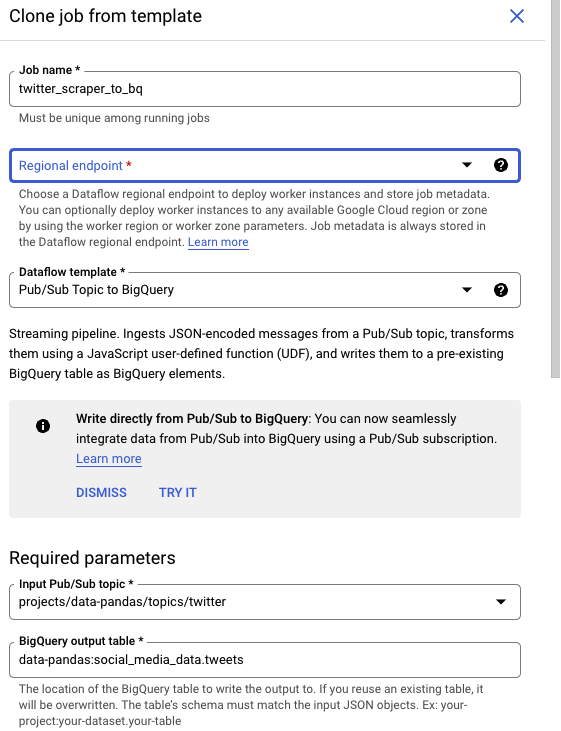 Clone job from template
Job name *
twitter_scraper_to_bq
Must be unique among running jobs
Regional endpoint *
Choose a Dataflow regional endpoint to deploy worker instances and store job metadata.
You can optionally deploy worker instances to any available Google Cloud region or zone
by using the worker region or worker zone parameters. Job metadata is always stored in
the Dataflow regional endpoint. Learn more
Dataflow template *
Pub/Sub Topic to BigQuery
Streaming pipeline. Ingests JSON-encoded messages from a Pub/Sub topic, transforms
them using a JavaScript user-defined function (UDF), and writes them to a pre-existing
BigQuery table as BigQuery elements.
Write directly from Pub/Sub to BigQuery: You can now seamlessly
integrate data from Pub/Sub into BigQuery using a Pub/Sub subscription.
Learn more
DISMISS TRY IT
Required parameters
Input Pub/Sub topic *
projects/data-pandas/topics/twitter
BigQuery output table *
data-pandas:social_media_data.tweets
The location of the BigQuery table to write the output to. If you reuse an existing table, it
will be overwritten. The table's schema must match the input JSON objects. Ex: your-
project:your-dataset.your-table